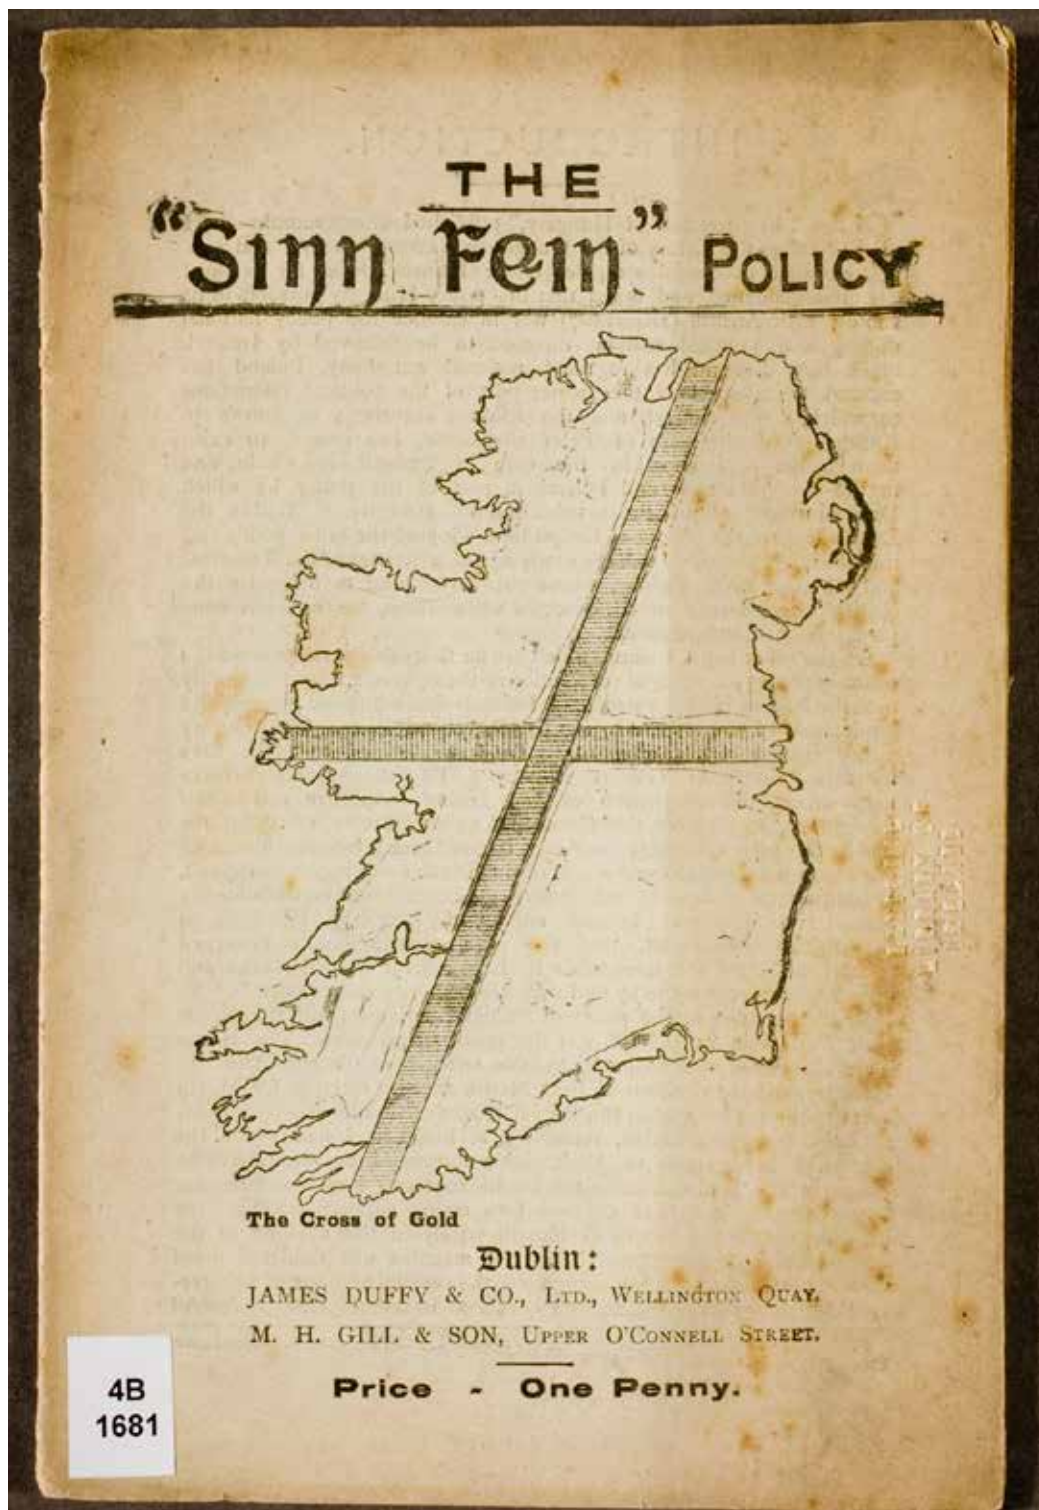 THE
“Sinn Fein” POLICY
The Cross of Gold
Dublin:
JAMES DUFFY & CO., LTD., WELLINGTON QUAY.
M. H. GILL & SON, UPPER O'CONNELL STREET.
Price - One Penny.
4B
1681